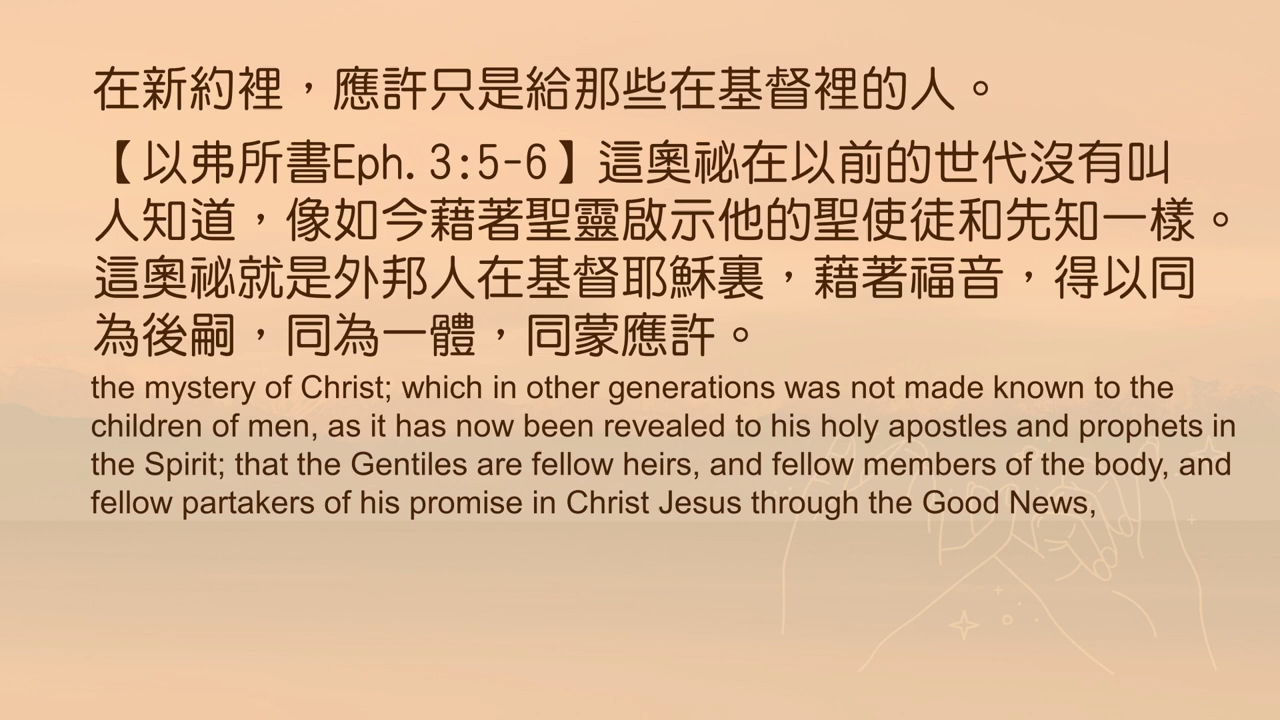 在新約裡，應許只是給那些在基督裡的人。
【以弗所書Eph. 3:5-6】這奧祕在以前的世代沒有叫
人知道，像如今藉著聖靈啟示他的聖使徒和先知一樣。
這奧祕就是外邦人在基督耶穌裏，藉著福音，得以同
為後嗣，同為一體，同蒙應許。
the mystery of Christ; which in other generations was not made known to the
children of men, as it has now been revealed to his holy apostles and prophets in
the Spirit; that the Gentiles are fellow heirs, and fellow members of the body, and
fellow partakers of his promise in Christ Jesus through the Good News,